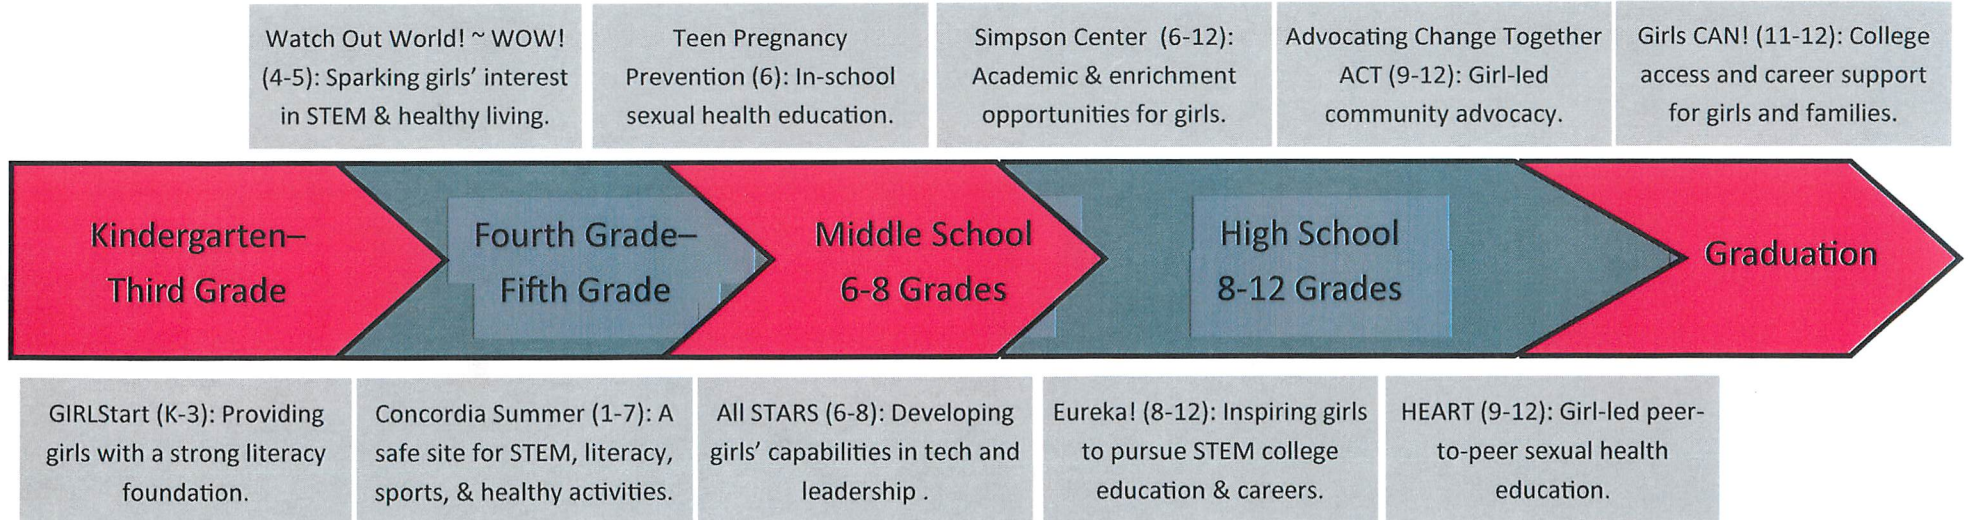 Watch Out World! ~ WOW!
(4-5): Sparking girls’ interest
in STEM & healthy living.
Teen Pregnancy
Prevention (6): In-school
sexual health education.
Simpson Center (6-12):
Academic & enrichment
opportunities for girls.
Advocating Change Together
ACT (9-12): Girl-led
community advocacy.
Girls CAN! (11-12): College
access and career support
for girls and families.
Kindergarten–
Third Grade
Fourth Grade–
Fifth Grade
Middle School
6-8 Grades
High School
8-12 Grades
Graduation
GIRLStart (K-3): Providing
girls with a strong literacy
foundation.
Concordia Summer (1-7): A
safe site for STEM, literacy,
sports, & healthy activities.
All STARS (6-8): Developing
girls’ capabilities in tech and
leadership .
Eureka! (8-12): Inspiring girls
to pursue STEM college
education & careers.
HEART (9-12): Girl-led peer-
to-peer sexual health
education.